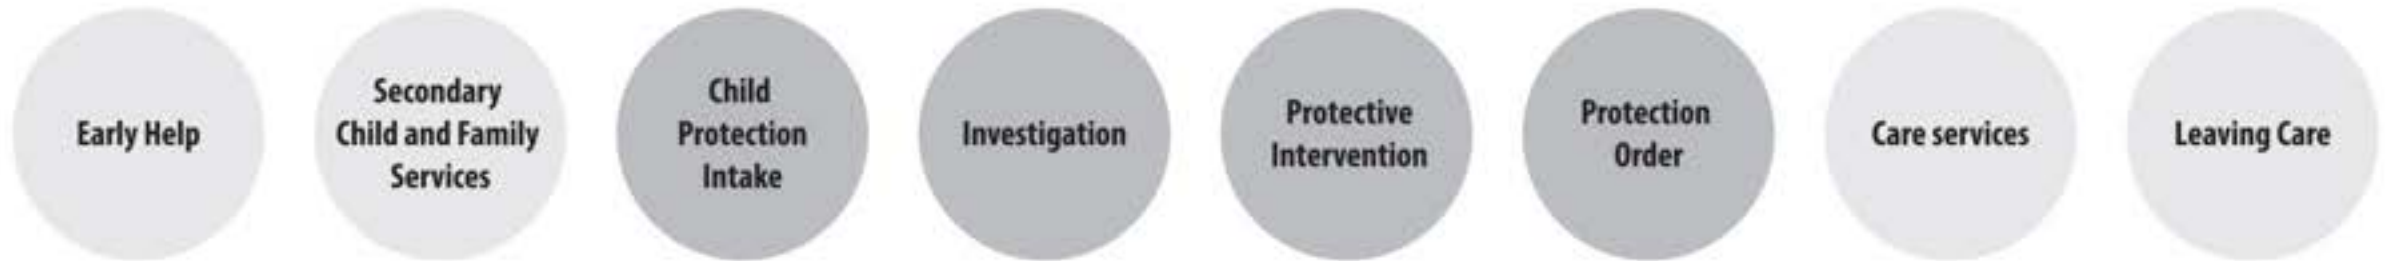 Early Help
Secondary
Child and Family
Services
Child
Protection
Intake
Investigation
Protective
Intervention
Protection
Order
Care services
Leaving Care